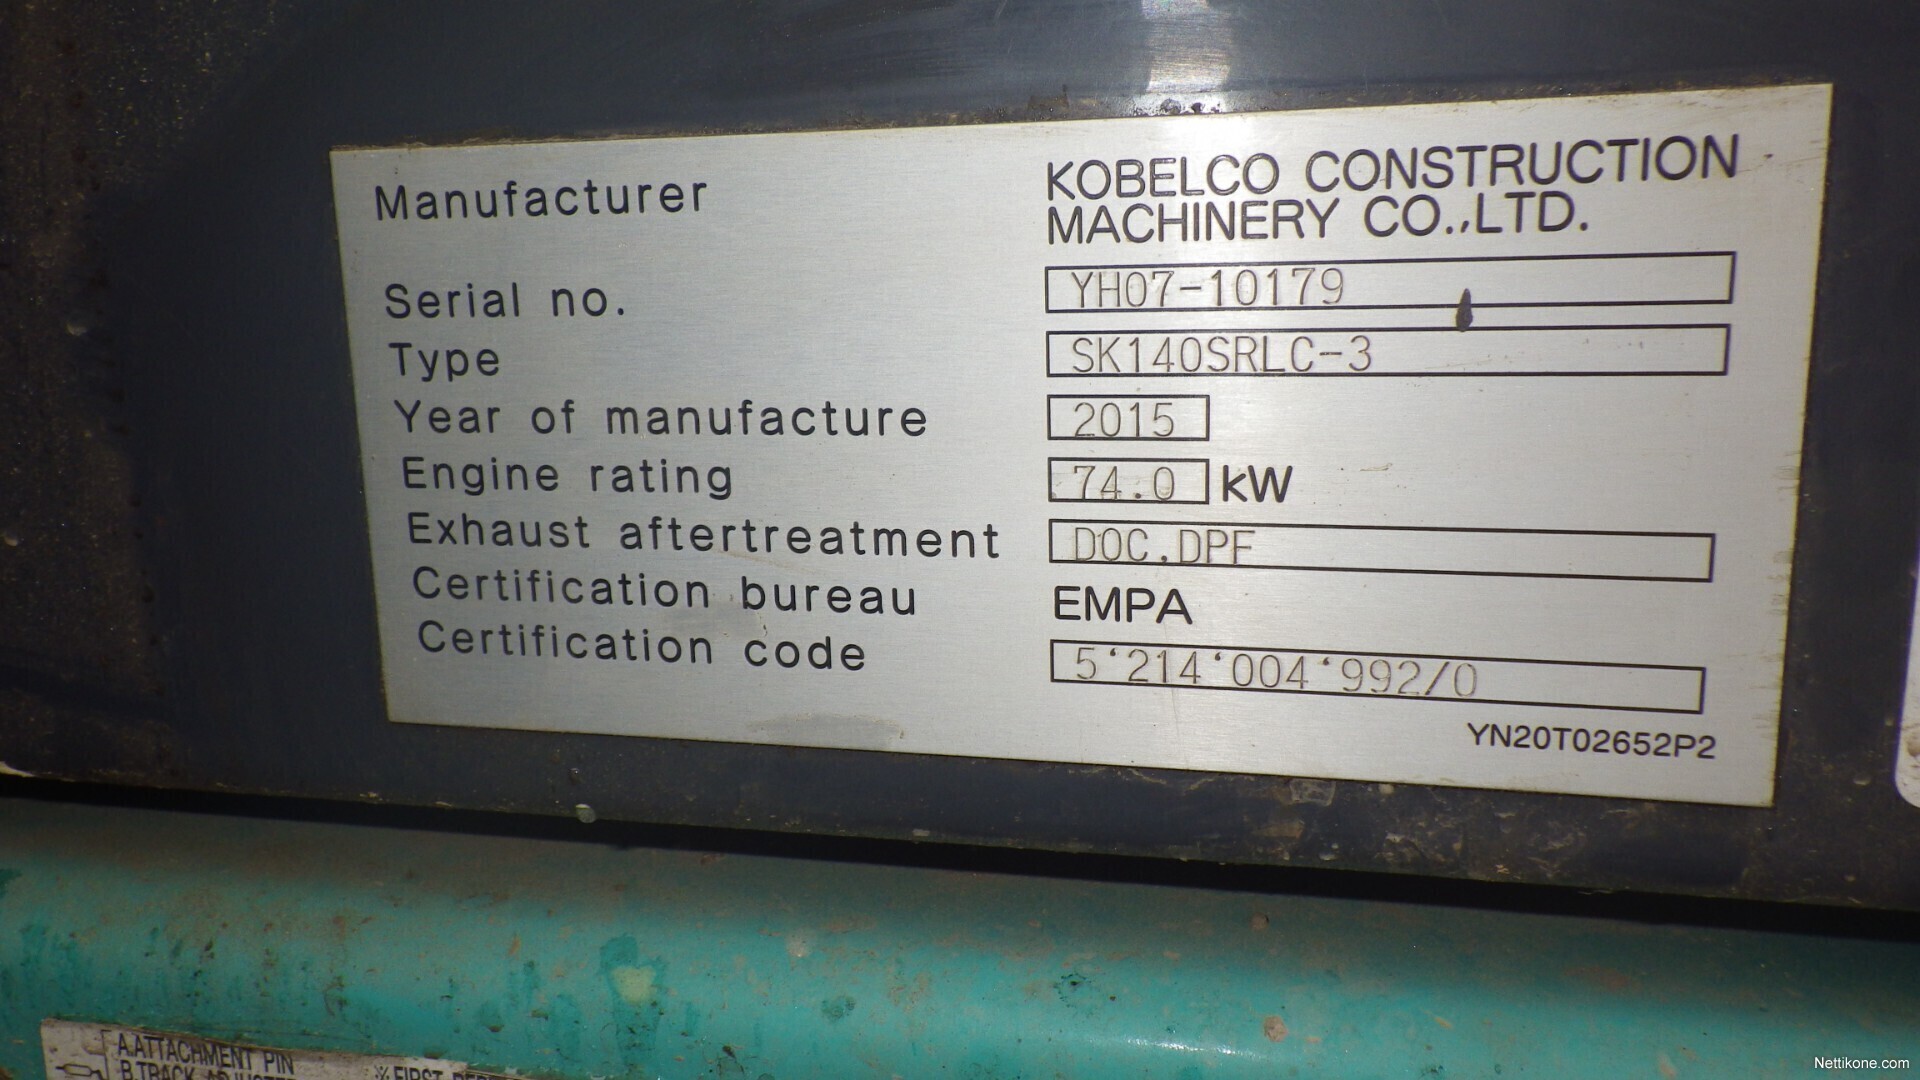 Manufacturer KOBELCO CONSTRUCTION
MACHINERY CO.,LTD.
Serial no. YH07-10179
Type SK140SRLC-3
Year of manufacture 2015
Engine rating 74.0 kW
Exhaust aftertreatment DOC,DPF
Certification bureau EMPA
Certification code 5‘214‘004‘992/0
YN20T02652P2
A.ATTACHMENT PIN
B.TRACK
※FIRST
Nettikone.com